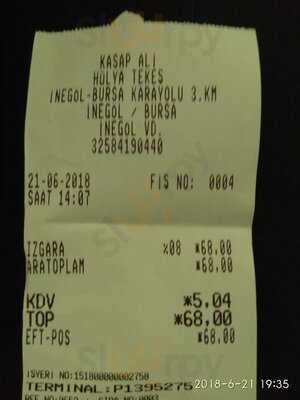 KASAP ALİ
HÜLYA TEKEŞ
İNEGÖL-BURSA KARAYOLU 3.KM
İNEGÖL / BURSA
İNEGÖL VD.
32584190440
21-06-2018 FİŞ NO: 0004
SAAT 14:07
IZGARA %08 *68.00
ARATOPLAM *68.00
KDV *5,04
TOP *68,00
EFT-POS *68.00
İŞYERİ NO:151800000002750
TERMINAL:P1395275
2018-6-21 19:35